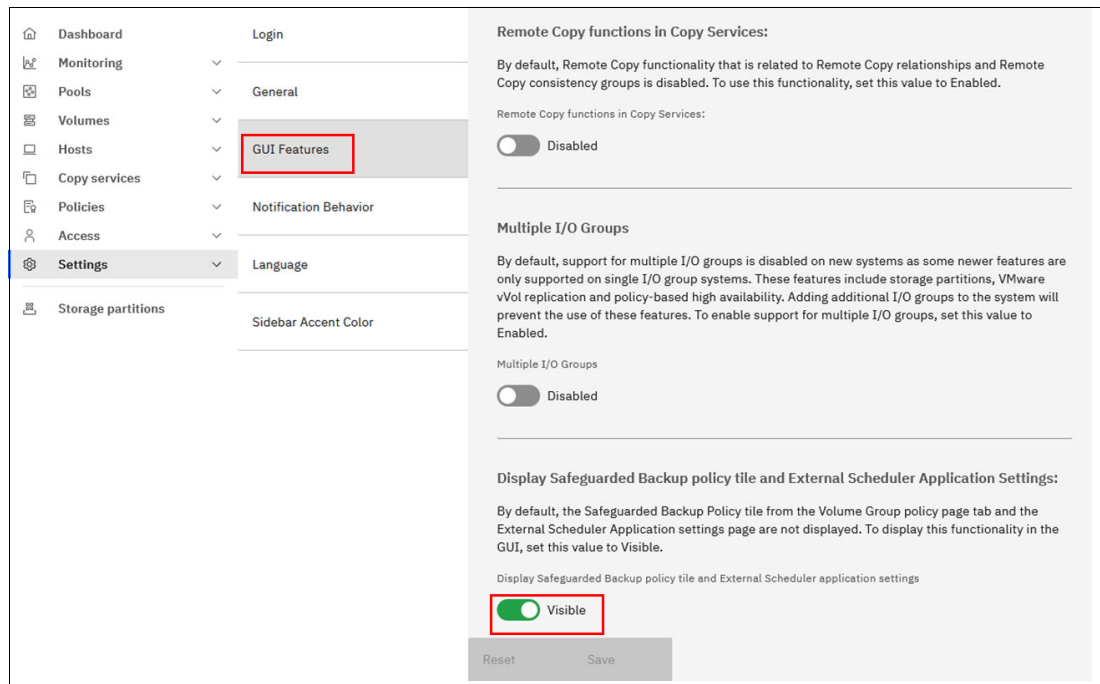 Dashboard
Monitoring
Pools
Volumes
Hosts
Copy services
Policies
Access
Settings
Storage partitions
Login
General
GUI Features
Notification Behavior
Language
Sidebar Accent Color
Remote Copy functions in Copy Services:
By default, Remote Copy functionality that is related to Remote Copy relationships and Remote
Copy consistency groups is disabled. To use this functionality, set this value to Enabled.
Remote Copy functions in Copy Services:
Disabled
Multiple I/O Groups
By default, support for multiple I/O groups is disabled on new systems as some newer features are
only supported on single I/O group systems. These features include storage partitions, VMware
vVol replication and policy-based high availability. Adding additional I/O groups to the system will
prevent the use of these features. To enable support for multiple I/O groups, set this value to
Enabled.
Multiple I/O Groups
Disabled
Display Safeguarded Backup policy tile and External Scheduler Application Settings:
By default, the Safeguarded Backup Policy tile from the Volume Group policy page tab and the
External Scheduler Application settings page are not displayed. To display this functionality in the
GUI, set this value to Visible.
Display Safeguarded Backup policy tile and External Scheduler application settings
Visible
Reset
Save